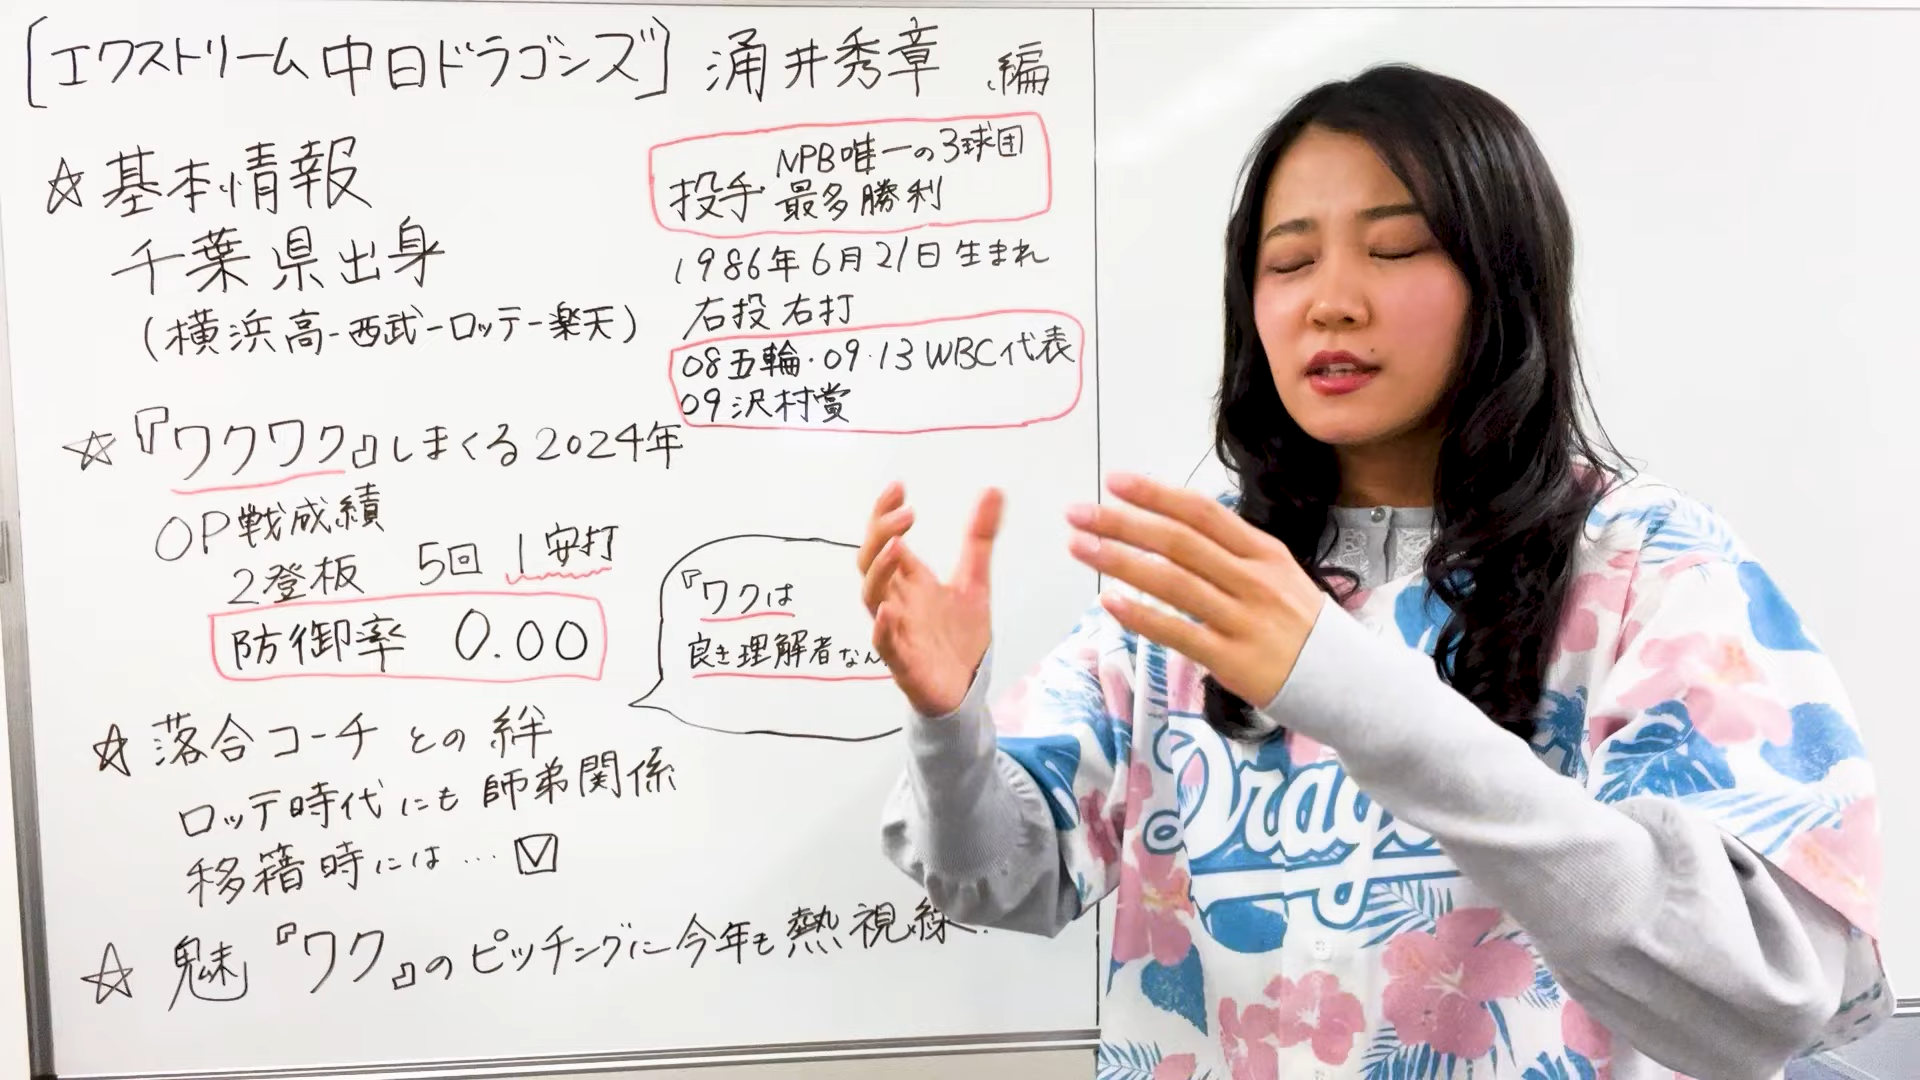 [エクストリーム中日ドラゴンズ] 涌井秀章 編
☆基本情報
千葉県出身
(横浜高-西武-ロッテ-楽天)
NPB唯一の3球団
投手 最多勝利
1986年6月21日生まれ
右投右打
08五輪・09・13 WBC代表
09沢村賞
☆『ワクワク』しまくる2024年
OP戦成績
2登板 5回 1安打
防御率 0.00
『ワクは
良き理解者なん
☆落合コーチとの絆
ロッテ時代にも師弟関係
移籍時には…☑
☆魅『ワク』のピッチングに今年も熱視線
Drag